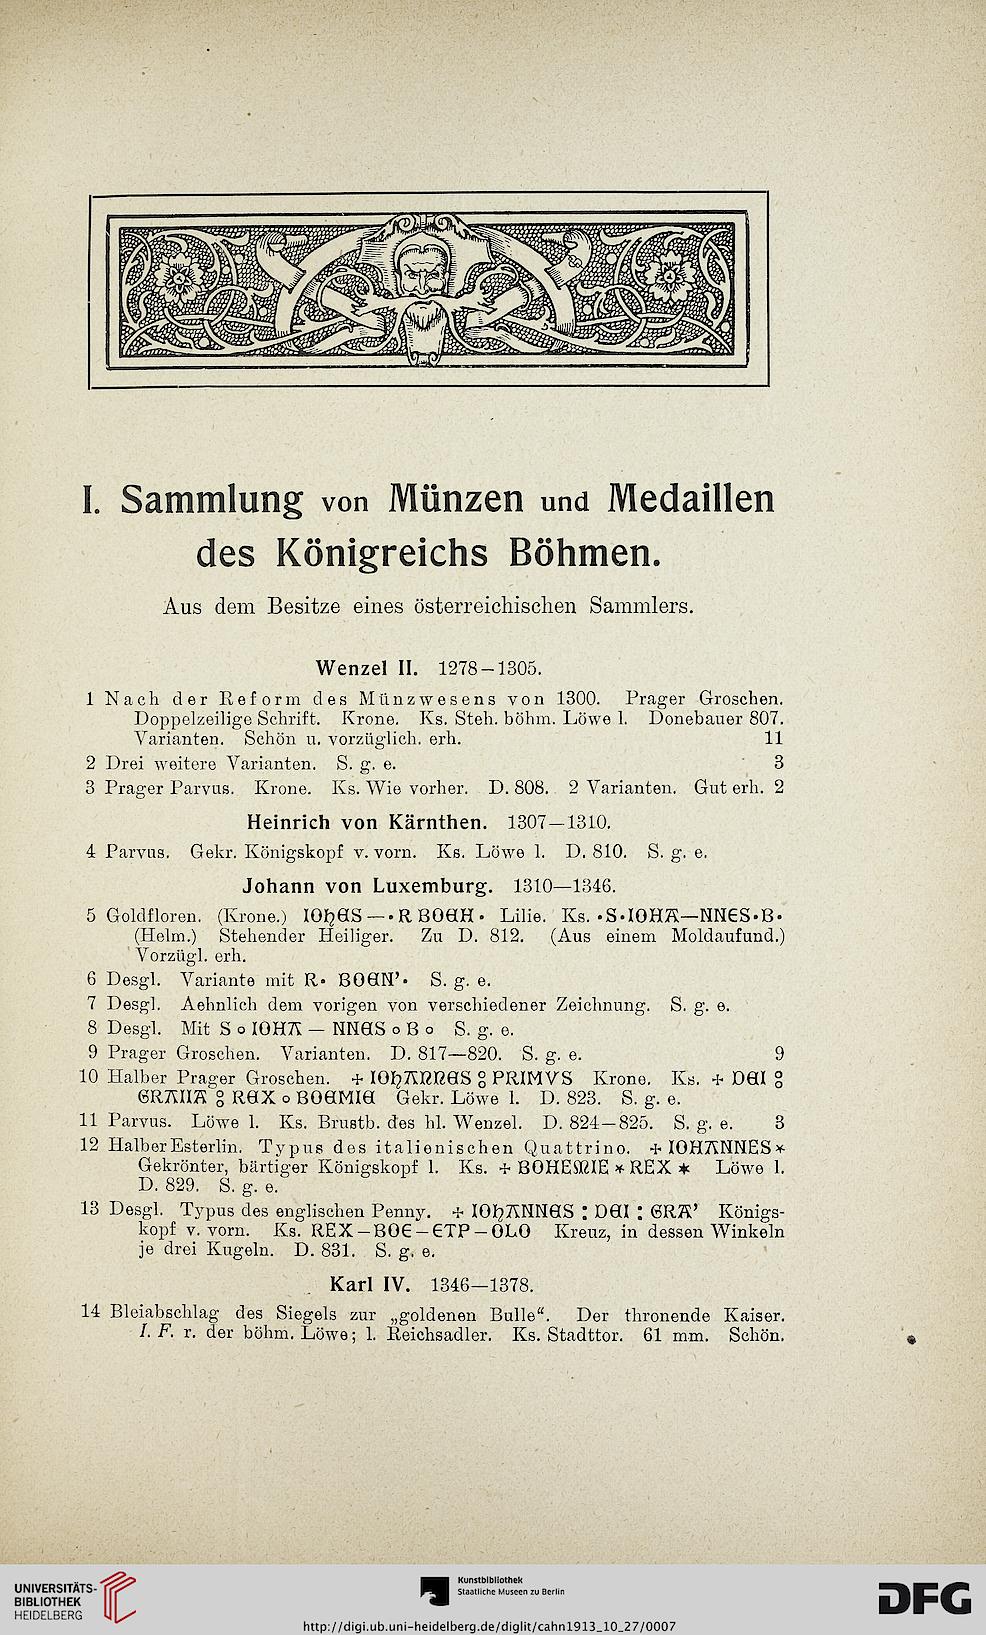 I. Sammlung von Münzen und Medaillen
des Königreichs Böhmen.
Aus dem Besitze eines österreichischen Sammlers.
Wenzel II. 1278–1305.
1 Nach der Reform des Münzwesens von 1300. Prager Groschen.
Doppelzeilige Schrift. Krone. Ks. Steh. böhm. Löwe l. Donebauer 807.
Varianten. Schön u. vorzüglich. erh. 11
2 Drei weitere Varianten. S. g. e. 3
3 Prager Parvus. Krone. Ks. Wie vorher. D. 808. 2 Varianten. Gut erh. 2
Heinrich von Kärnthen. 1307–1310.
4 Parvus. Gekr. Königskopf v. vorn. Ks. Löwe l. D. 810. S. g. e.
Johann von Luxemburg. 1310—1346.
5 Goldfloren. (Krone.) IOhES — • R BOEH • Lilie. Ks. • S • IOHA—NNES • B •
(Helm.) Stehender Heiliger. Zu D. 812. (Aus einem Moldaufund.)
Vorzügl. erh.
6 Desgl. Variante mit R• BOEN’• S. g. e.
7 Desgl. Aehnlich dem vorigen von verschiedener Zeichnung. S. g. e.
8 Desgl. Mit S o IOHA — NNES o B o S. g. e.
9 Prager Groschen. Varianten. D. 817—820. S. g. e. 9
10 Halber Prager Groschen. + IOhANNES o PRIMVS Krone. Ks. + DEI o
GRAIIA o REX o BOEMIE Gekr. Löwe l. D. 823. S. g. e.
11 Parvus. Löwe l. Ks. Brustb. des hl. Wenzel. D. 824–825. S. g. e. 3
12 Halber Esterlin. Typus des italienischen Quattrino. + IOHANNES *
Gekrönter, bärtiger Königskopf l. Ks. + BOHEMIE * REX * Löwe l.
D. 829. S. g. e.
13 Desgl. Typus des englischen Penny. + IOhANNES : DEI : GRA’ Königs-
kopf v. vorn. Ks. REX – BOE – ETP – OLO Kreuz, in dessen Winkeln
je drei Kugeln. D. 831. S. g. e.
Karl IV. 1346—1378.
14 Bleiabschlag des Siegels zur „goldenen Bulle“. Der thronende Kaiser.
I. F. r. der böhm. Löwe; l. Reichsadler. Ks. Stadttor. 61 mm. Schön.
UNIVERSITÄTS-
BIBLIOTHEK
HEIDELBERG
Kunstbibliothek
Staatliche Museen zu Berlin
DFG
http://digi.ub.uni-heidelberg.de/diglit/cahn1913_10_27/0007